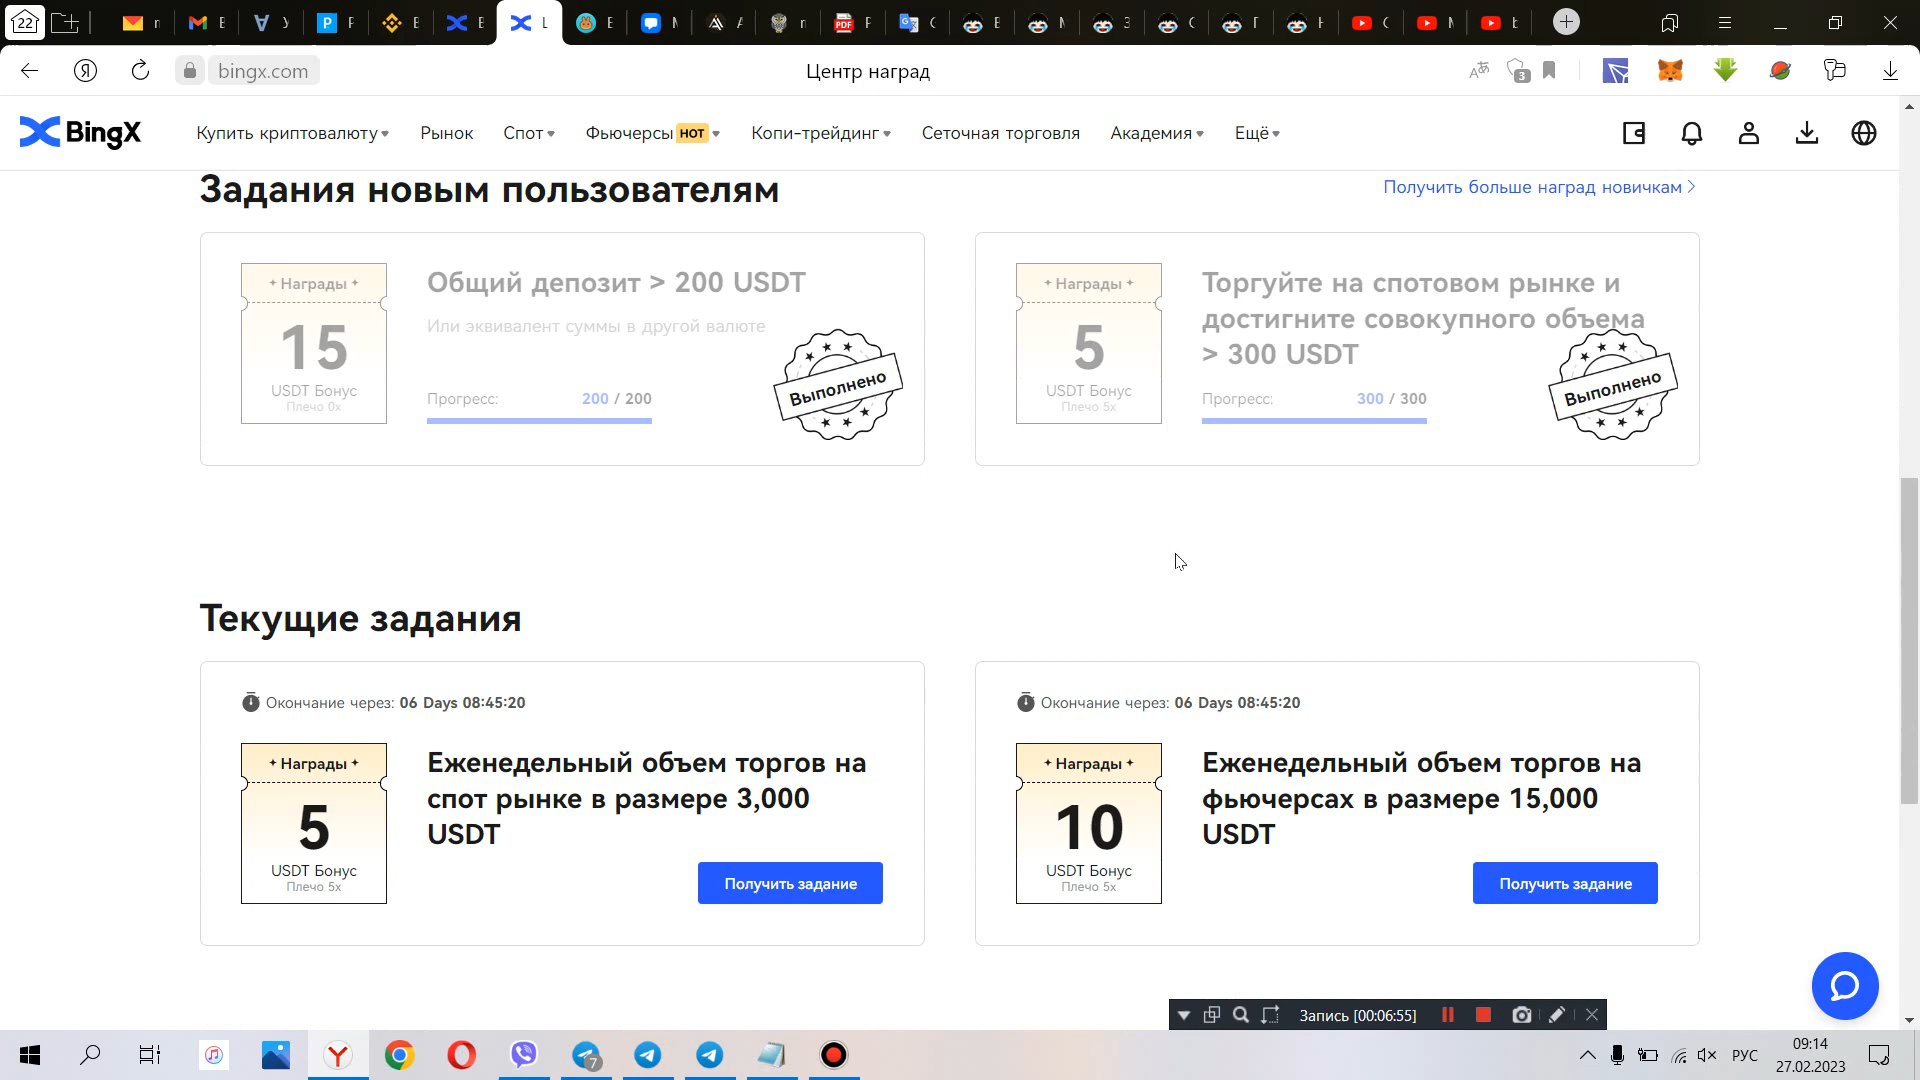 22
bingx.com
Центр наград
3
BingX
Купить криптовалюту
Рынок
Спот
Фьючерсы HOT
Копи-трейдинг
Сеточная торговля
Академия
Ещё
Задания новым пользователям
Получить больше наград новичкам
Награды
15
USDT Бонус
Плечо 0x
Общий депозит > 200 USDT
Или эквивалент суммы в другой валюте
Прогресс: 200 / 200
Выполнено
Награды
5
USDT Бонус
Плечо 5x
Торгуйте на спотовом рынке и
достигните совокупного объема
> 300 USDT
Прогресс: 300 / 300
Выполнено
Текущие задания
Окончание через: 06 Days 08:45:20
Награды
5
USDT Бонус
Плечо 5x
Еженедельный объем торгов на
спот рынке в размере 3,000
USDT
Получить задание
Окончание через: 06 Days 08:45:20
Награды
10
USDT Бонус
Плечо 5x
Еженедельный объем торгов на
фьючерсах в размере 15,000
USDT
Получить задание
Запись [00:06:55]
7
РУС
09:14
27.02.2023